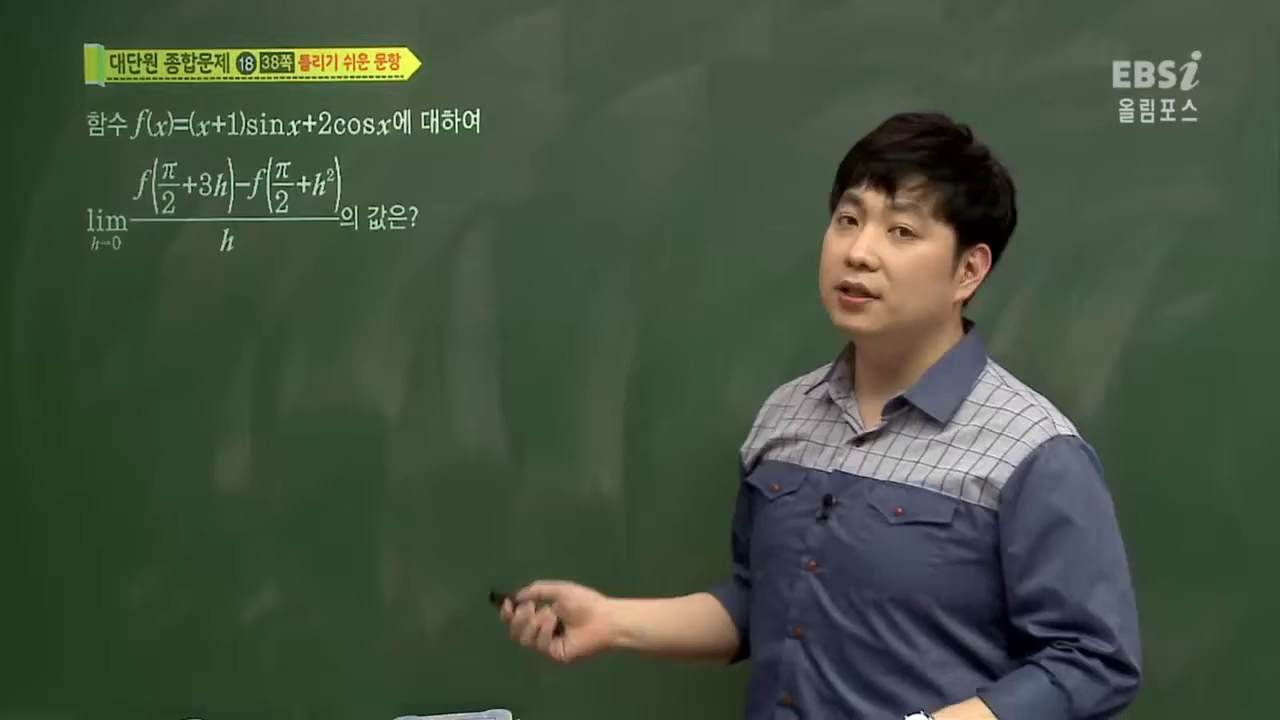 대단원 종합문제 18 38쪽 틀리기 쉬운 문항
EBSi
올림포스
함수 f(x)=(x+1)sinx+2cosx에 대하여
lim h→0 f(π/2+3h)-f(π/2+h²) / h 의 값은?